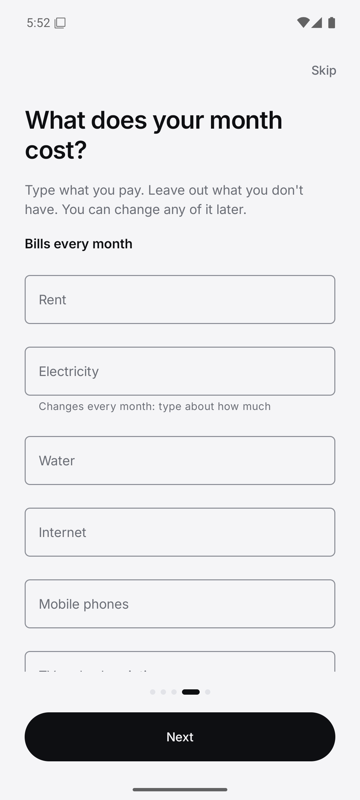 5:52
Skip
What does your month
cost?
Type what you pay. Leave out what you don't
have. You can change any of it later.
Bills every month
Rent
Electricity
Changes every month: type about how much
Water
Internet
Mobile phones
Next